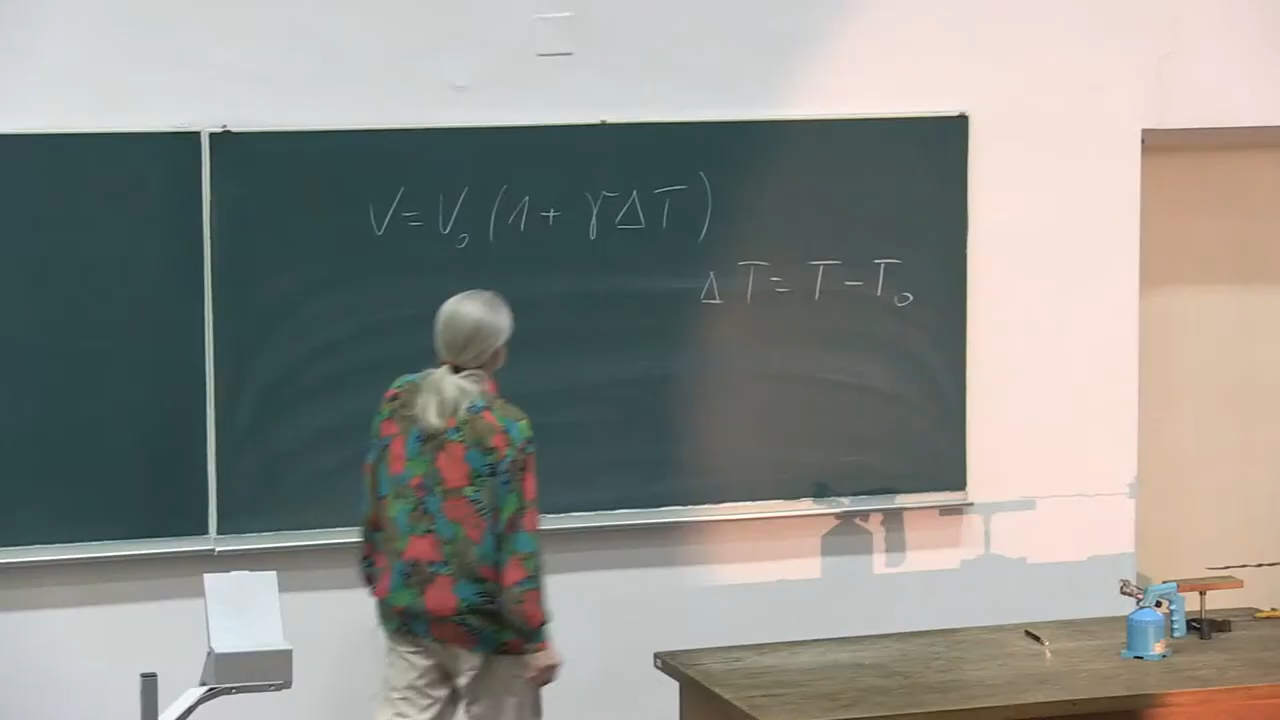 V = V₀ (1 + γΔT)
ΔT = T − T₀